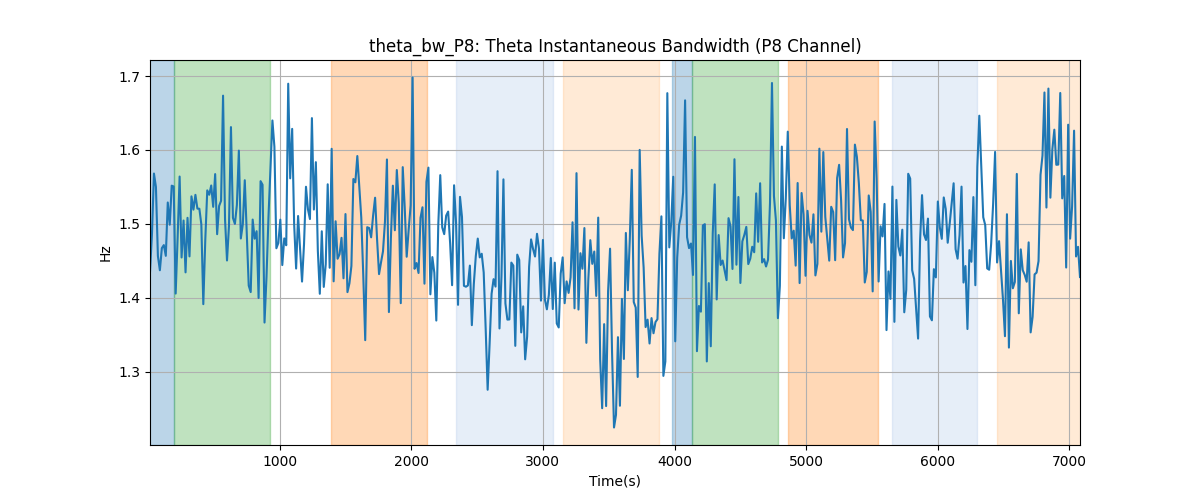 theta_bw_P8: Theta Instantaneous Bandwidth (P8 Channel)
1.7
1.6
1.5
1.4
1.3
Hz
1000 2000 3000 4000 5000 6000 7000
Time(s)